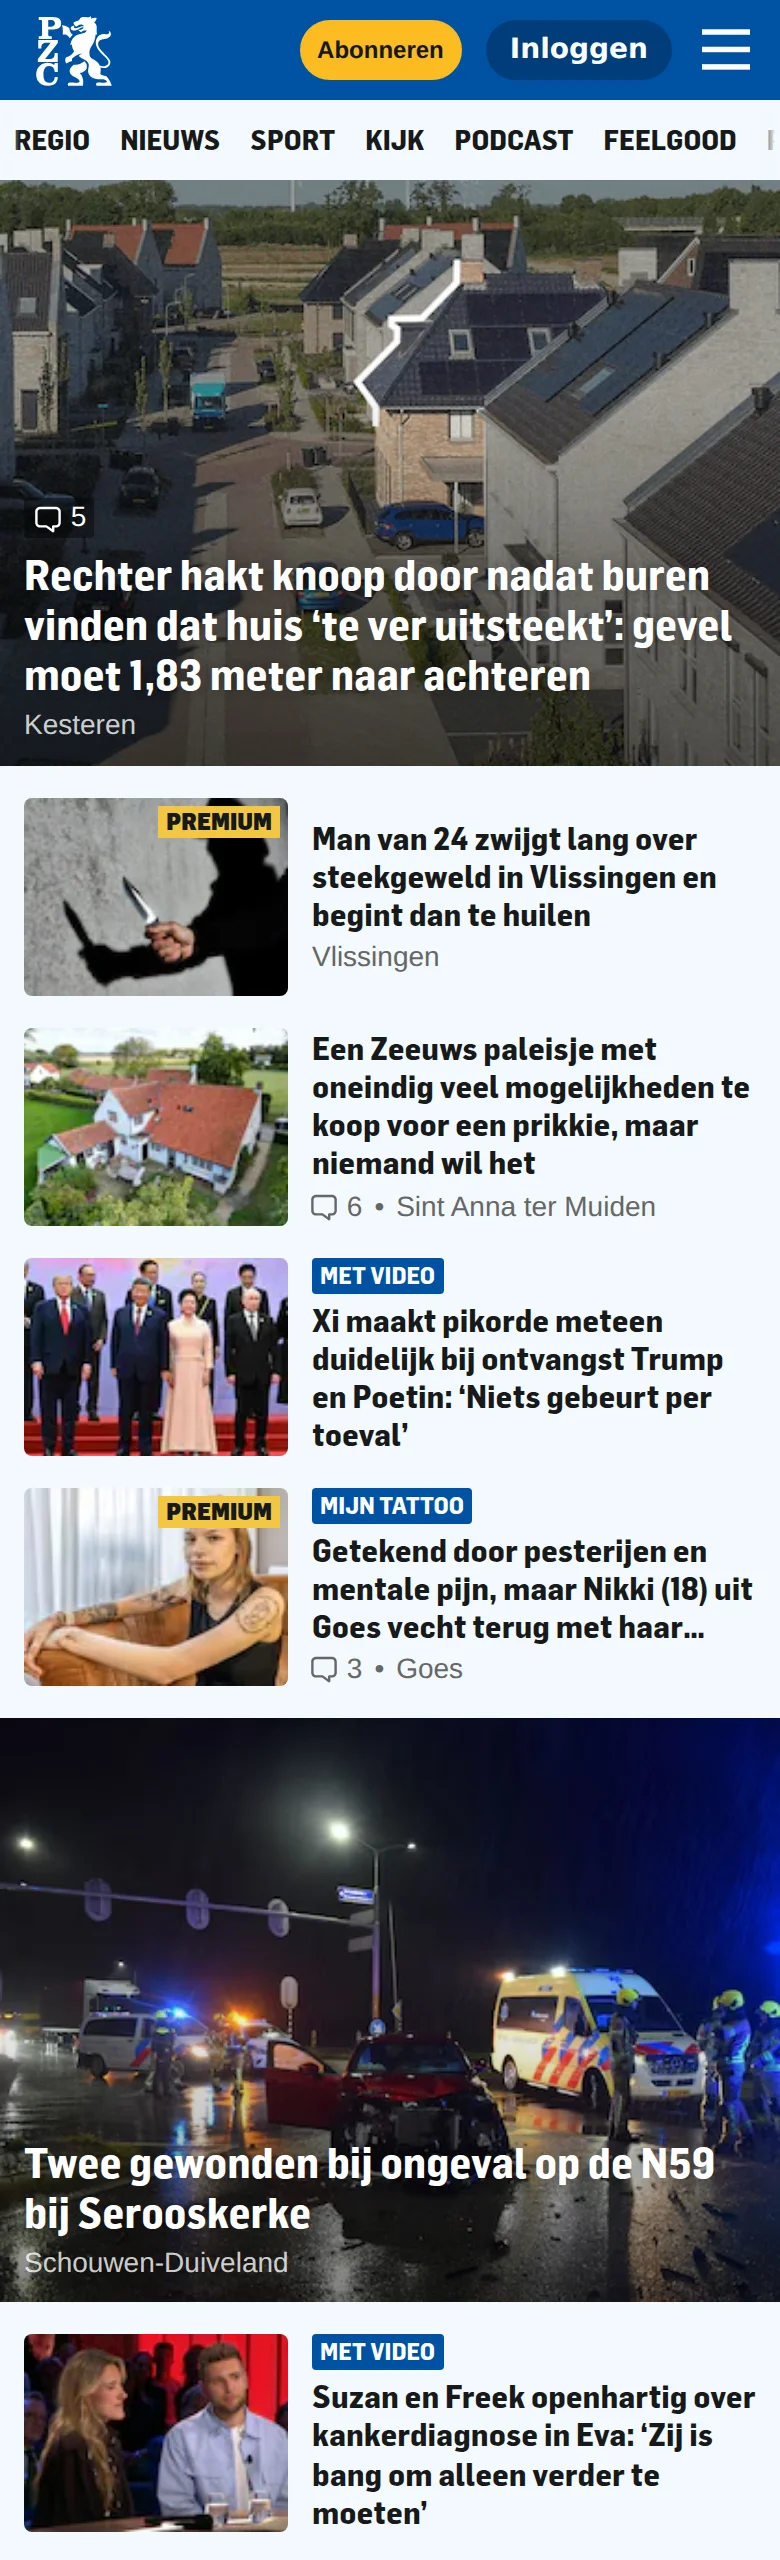 PZC
Abonneren
Inloggen
REGIO NIEUWS SPORT KIJK PODCAST FEELGOOD
5
Rechter hakt knoop door nadat buren
vinden dat huis ‘te ver uitsteekt’: gevel
moet 1,83 meter naar achteren
Kesteren
PREMIUM
Man van 24 zwijgt lang over
steekgeweld in Vlissingen en
begint dan te huilen
Vlissingen
Een Zeeuws paleisje met
oneindig veel mogelijkheden te
koop voor een prikkie, maar
niemand wil het
6 • Sint Anna ter Muiden
MET VIDEO
Xi maakt pikorde meteen
duidelijk bij ontvangst Trump
en Poetin: ‘Niets gebeurt per
toeval’
PREMIUM
MIJN TATTOO
Getekend door pesterijen en
mentale pijn, maar Nikki (18) uit
Goes vecht terug met haar...
3 • Goes
Twee gewonden bij ongeval op de N59
bij Serooskerke
Schouwen-Duiveland
MET VIDEO
Suzan en Freek openhartig over
kankerdiagnose in Eva: ‘Zij is
bang om alleen verder te
moeten’